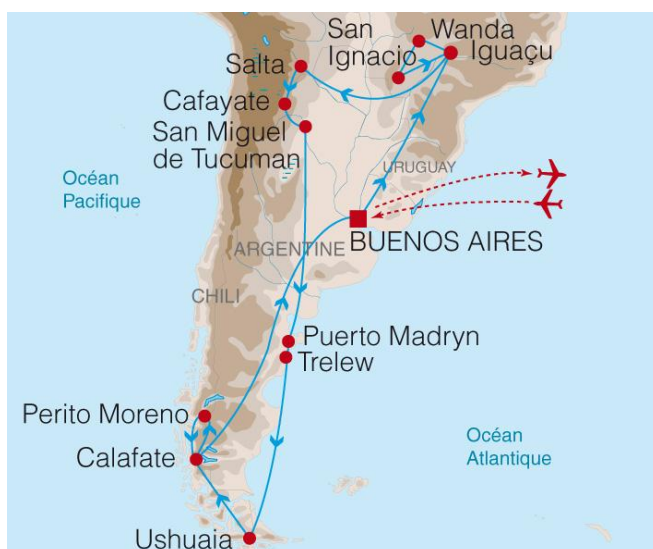 San
Ignacio
Wanda
Iguaçu
Salta
Cafayate
San Miguel
de Tucuman
URUGUAY
Océan
Pacifique
BUENOS AIRES
ARGENTINE
CHILI
Puerto Madryn
Trelew
Perito Moreno
Calafate
Océan
Atlantique
Ushuaia